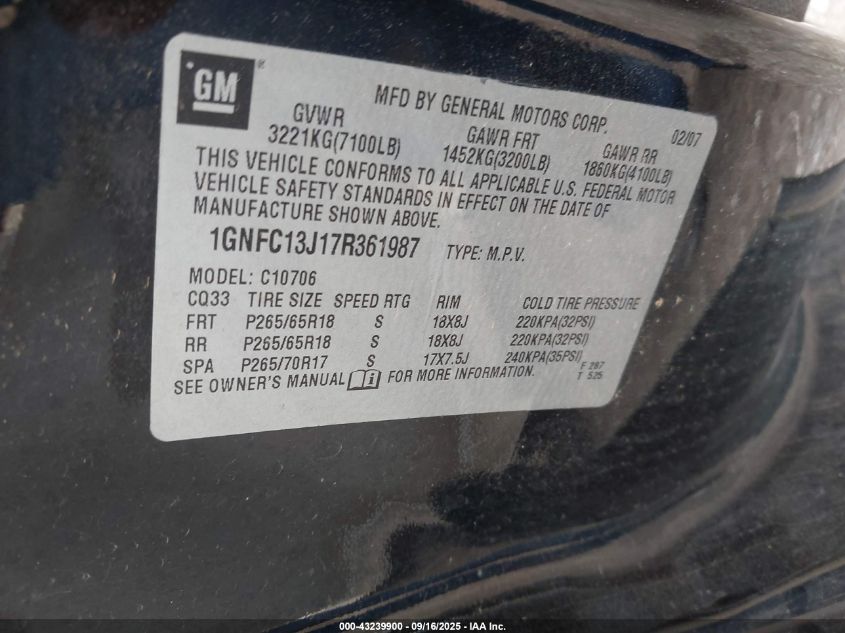 GM ®
MFD BY GENERAL MOTORS CORP. 02/07
GVWR GAWR FRT GAWR RR
3221KG(7100LB) 1452KG(3200LB) 1860KG(4100LB)
THIS VEHICLE CONFORMS TO ALL APPLICABLE U.S. FEDERAL MOTOR
VEHICLE SAFETY STANDARDS IN EFFECT ON THE DATE OF
MANUFACTURE SHOWN ABOVE.
1GNFC13J17R361987 TYPE: M.P.V.
MODEL: C10706
CQ33 TIRE SIZE SPEED RTG RIM COLD TIRE PRESSURE
FRT P265/65R18 S 18X8J 220KPA(32PSI)
RR P265/65R18 S 18X8J 220KPA(32PSI)
SPA P265/70R17 S 17X7.5J 240KPA(35PSI)
SEE OWNER'S MANUAL i FOR MORE INFORMATION.
F 287
T 525
000-43239900 - 09/16/2025 - IAA Inc.